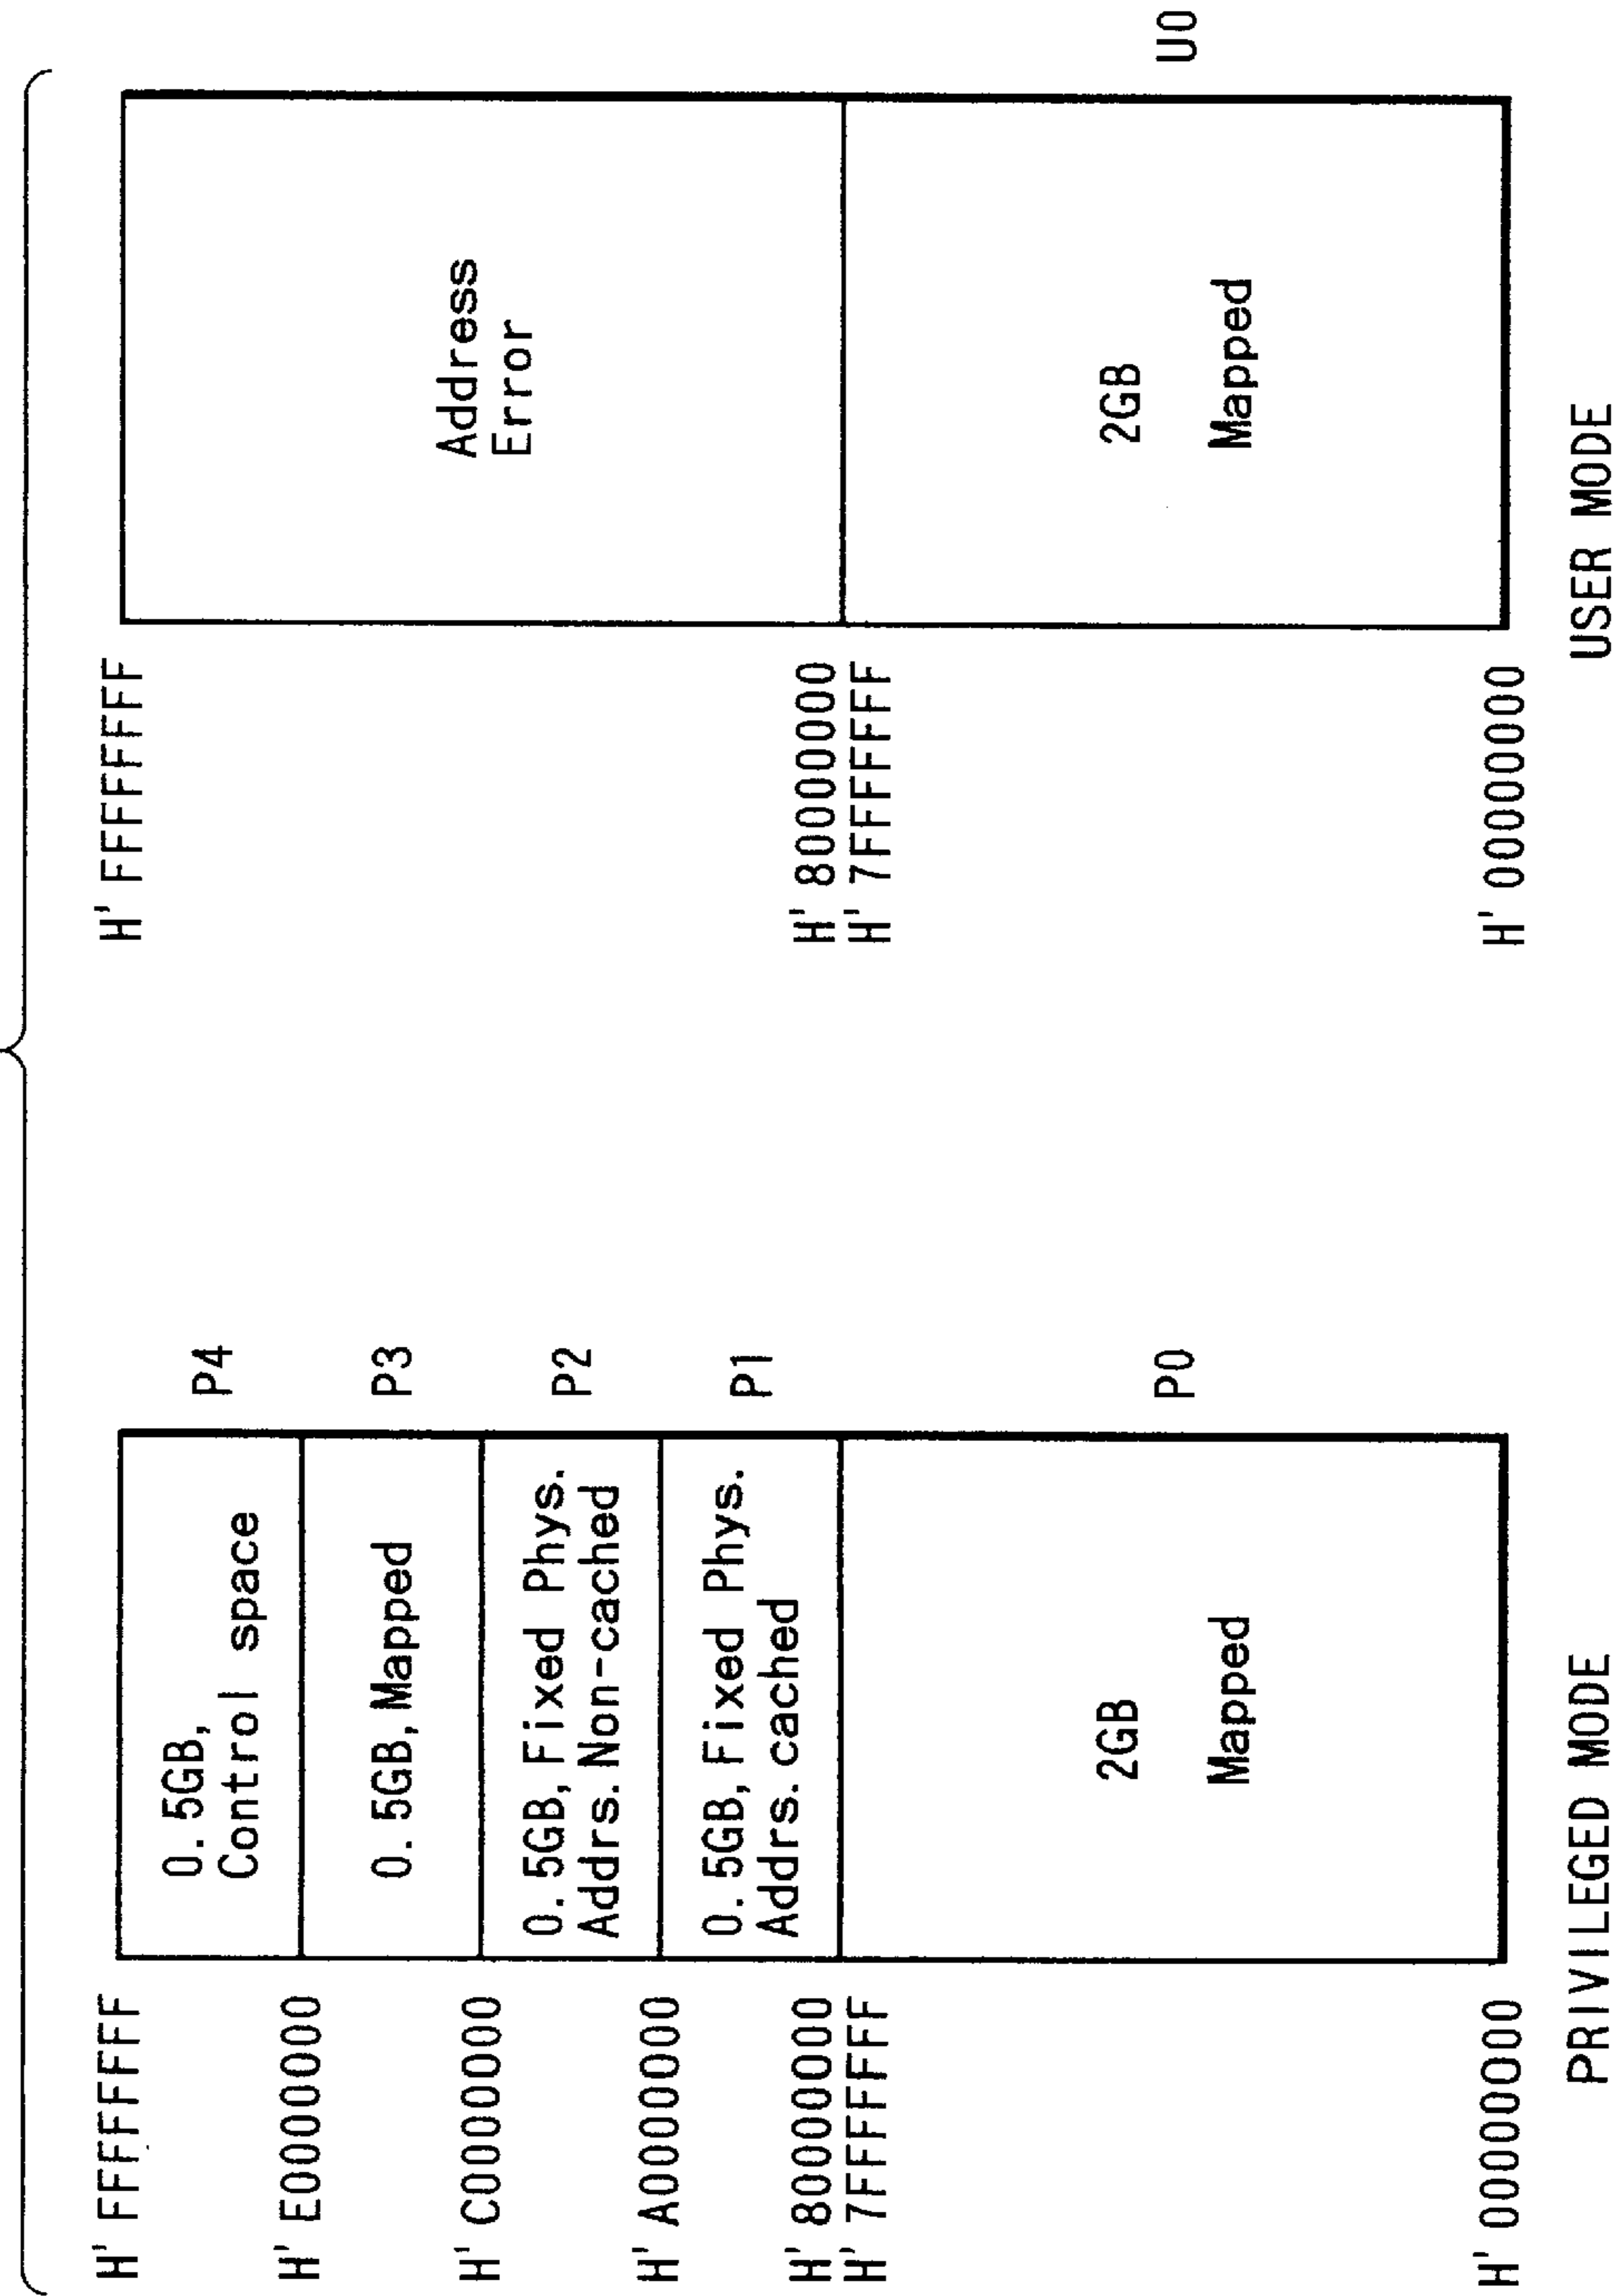 H'FFFFFFFF
0.5GB,
Control space
P4
H'E0000000
0.5GB, Mapped
P3
H'C0000000
0.5GB, Fixed Phys.
Addrs. Non-cached
P2
H'A0000000
0.5GB, Fixed Phys.
Addrs. cached
P1
H'80000000
H'7FFFFFFF
2GB
Mapped
P0
H'00000000
PRIVILEGED MODE
H'FFFFFFFF
Address
Error
H'80000000
H'7FFFFFFF
2GB
Mapped
U0
H'00000000
USER MODE